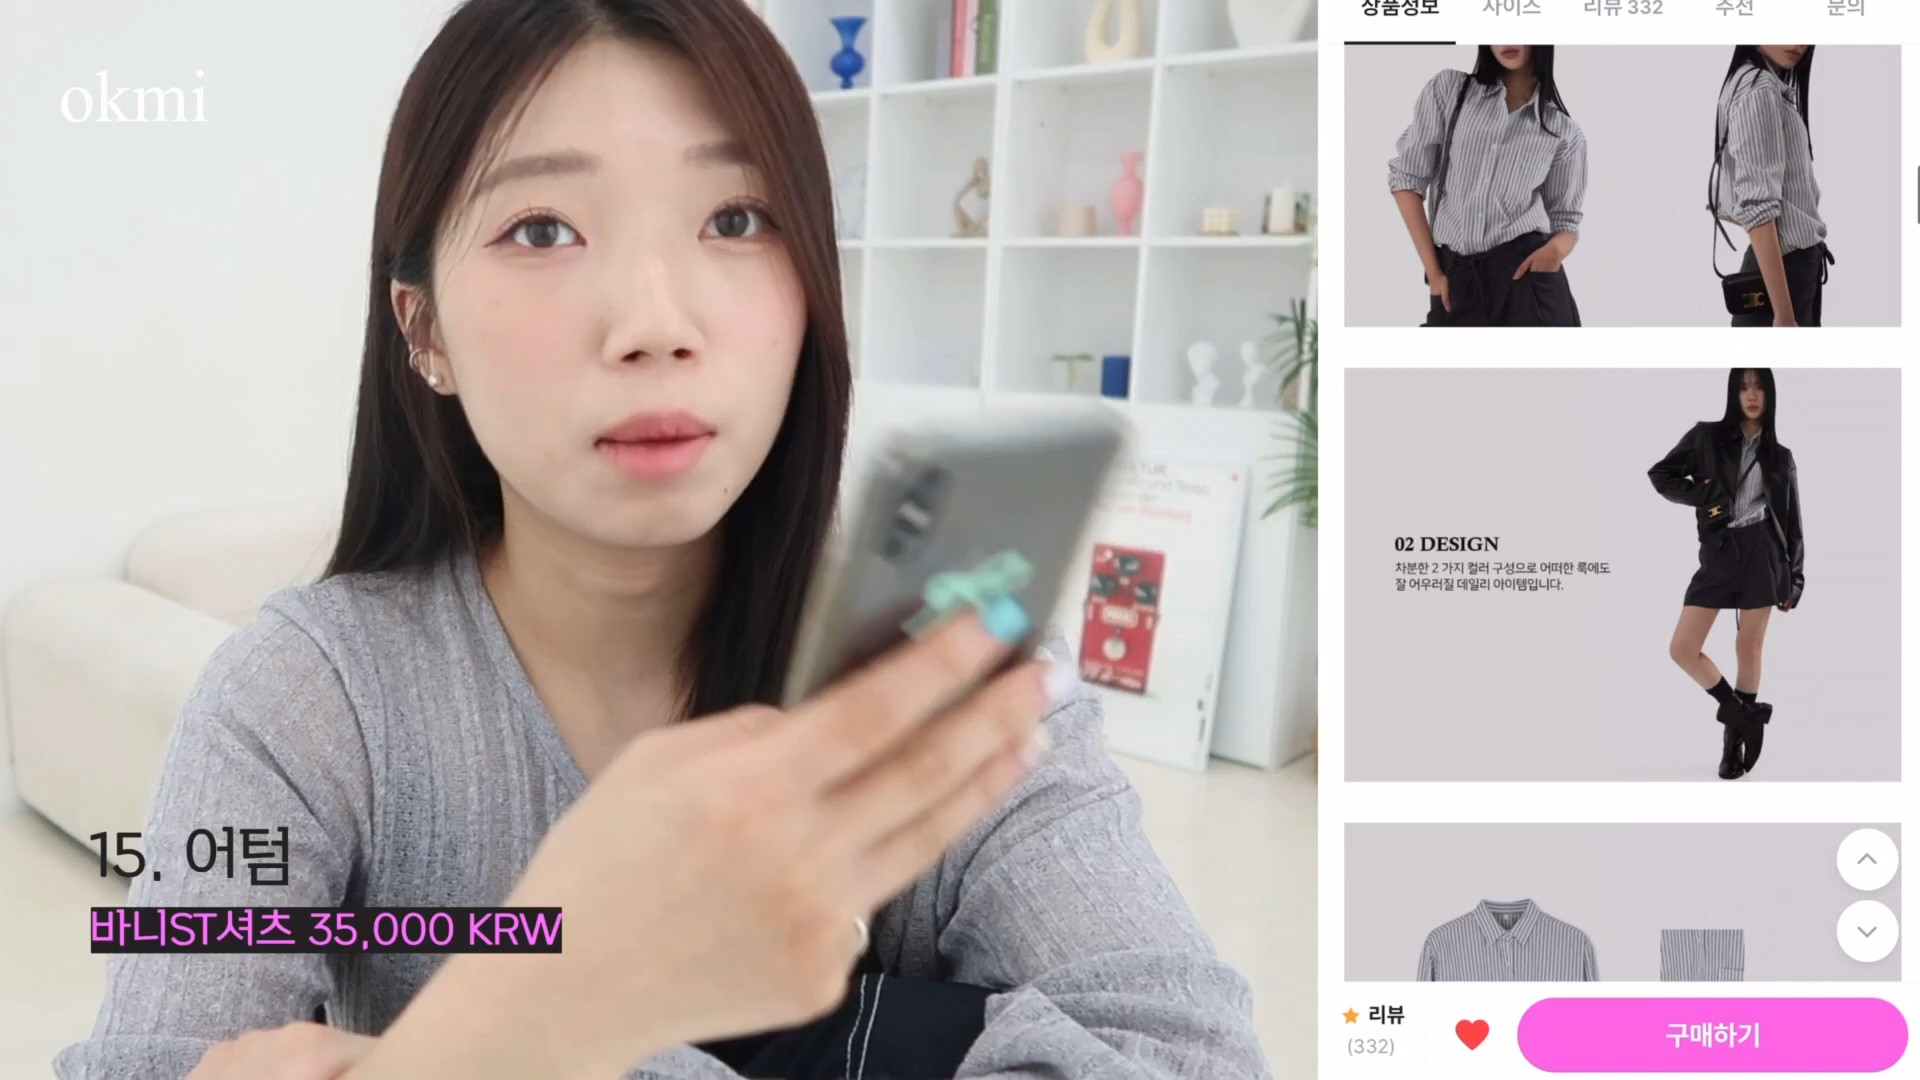 okmi
15. 어텀
바니ST셔츠 35,000 KRW
상품정보 사이즈 리뷰 332 추천 문의
02 DESIGN
차분한 2 가지 컬러 구성으로 어떠한 룩에도
잘 어우러질 데일리 아이템입니다.
리뷰
(332)
구매하기